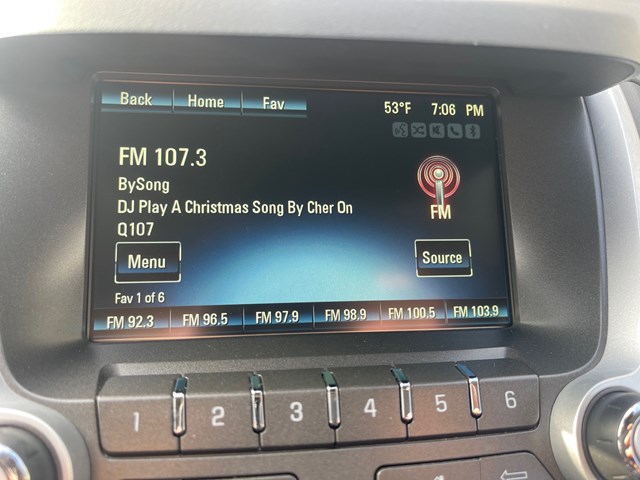 Back Home Fav 53°F 7:06 PM
FM 107.3
BySong
DJ Play A Christmas Song By Cher On
Q107
FM
Menu Source
Fav 1 of 6
FM 92.3 FM 96.5 FM 97.9 FM 98.9 FM 100.5 FM 103.9
1 2 3 4 5 6